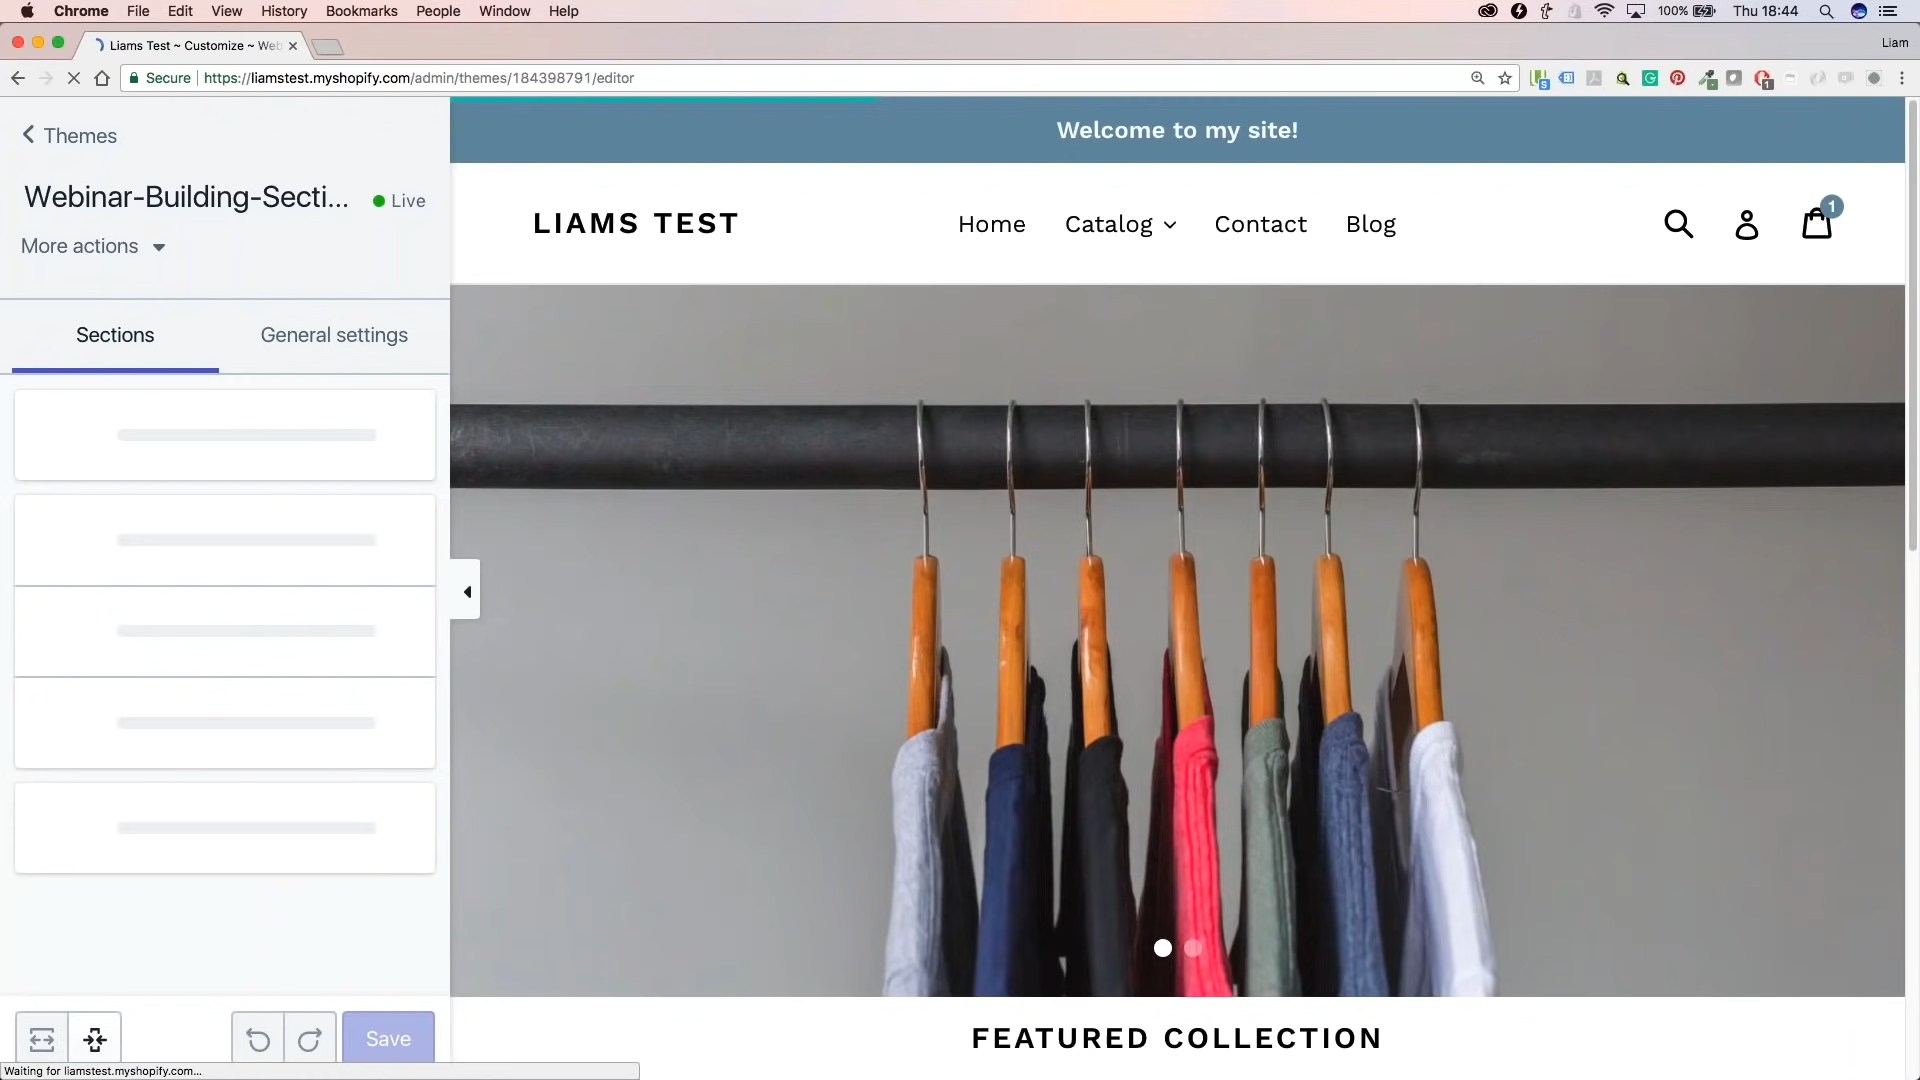 Chrome File Edit View History Bookmarks People Window Help 100% Thu 18:44
Liams Test ~ Customize ~ Web Liam
Secure https://liamstest.myshopify.com/admin/themes/184398791/editor
Themes
Welcome to my site!
Webinar-Building-Secti... Live
LIAMS TEST Home Catalog Contact Blog 1
More actions
Sections General settings
FEATURED COLLECTION
Save
Waiting for liamstest.myshopify.com...